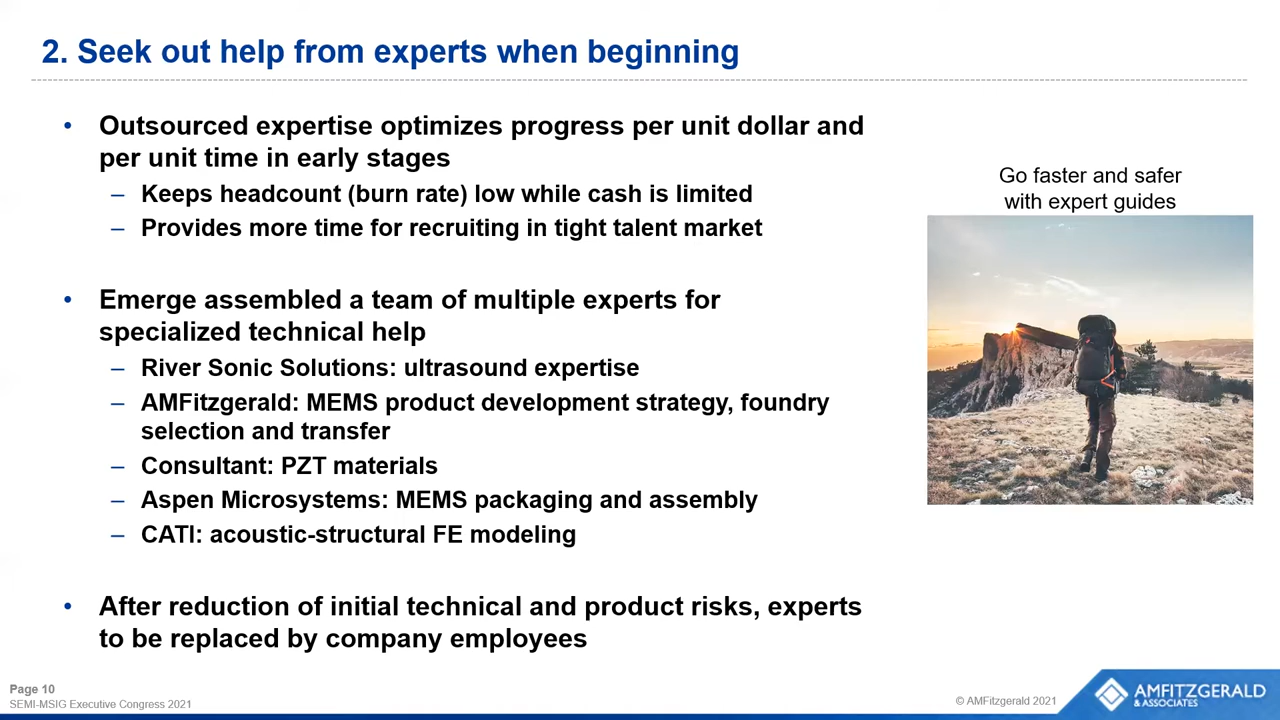 2. Seek out help from experts when beginning
• Outsourced expertise optimizes progress per unit dollar and
per unit time in early stages
– Keeps headcount (burn rate) low while cash is limited
– Provides more time for recruiting in tight talent market
• Emerge assembled a team of multiple experts for
specialized technical help
– River Sonic Solutions: ultrasound expertise
– AMFitzgerald: MEMS product development strategy, foundry
selection and transfer
– Consultant: PZT materials
– Aspen Microsystems: MEMS packaging and assembly
– CATI: acoustic-structural FE modeling
• After reduction of initial technical and product risks, experts
to be replaced by company employees
Go faster and safer
with expert guides
Page 10
SEMI-MSIG Executive Congress 2021
© AMFitzgerald 2021
AMFITZGERALD
& ASSOCIATES